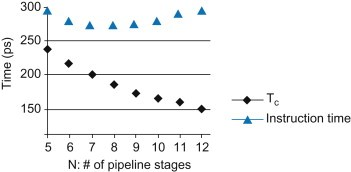 300
250
200
150
Time (ps)
5 6 7 8 9 10 11 12
N: # of pipeline stages
Tc
Instruction time